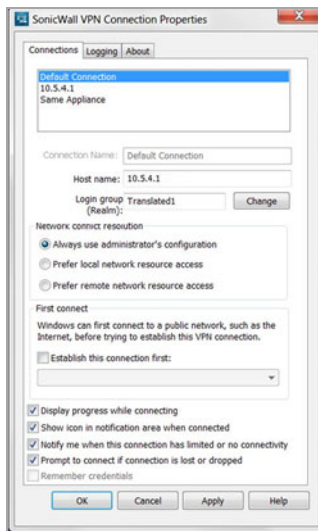 SonicWall VPN Connection Properties
Connections Logging About
Default Connection
10.5.4.1
Same Appliance
Connection Name: Default Connection
Host name: 10.5.4.1
Login group
(Realm): Translated1 Change
Network conflict resolution
Always use administrator's configuration
Prefer local network resource access
Prefer remote network resource access
First connect
Windows can first connect to a public network, such as the
Internet, before trying to establish this VPN connection.
Establish this connection first:
Display progress while connecting
Show icon in notification area when connected
Notify me when this connection has limited or no connectivity
Prompt to connect if connection is lost or dropped
Remember credentials
OK Cancel Apply Help